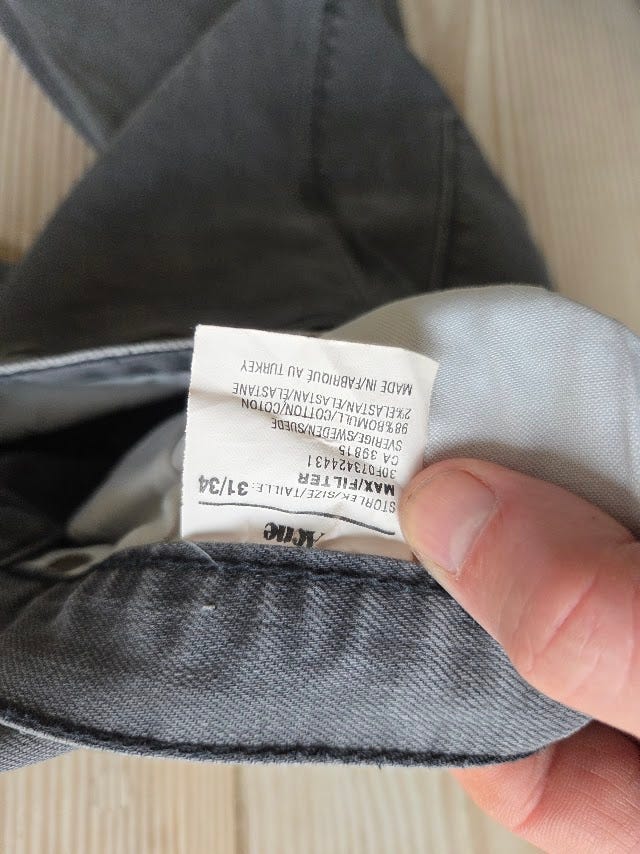 Acne
STORLEK/SIZE/TAILLE: 31/34
MAX/FILTER
30F073424431
CA 39815
SVERIGE/SWEDEN/SUEDE
98% BOMULL/COTTON/COTON
2% ELASTAN/ELASTAN/ELASTANE
MADE IN/FABRIQUÉ AU TURKEY